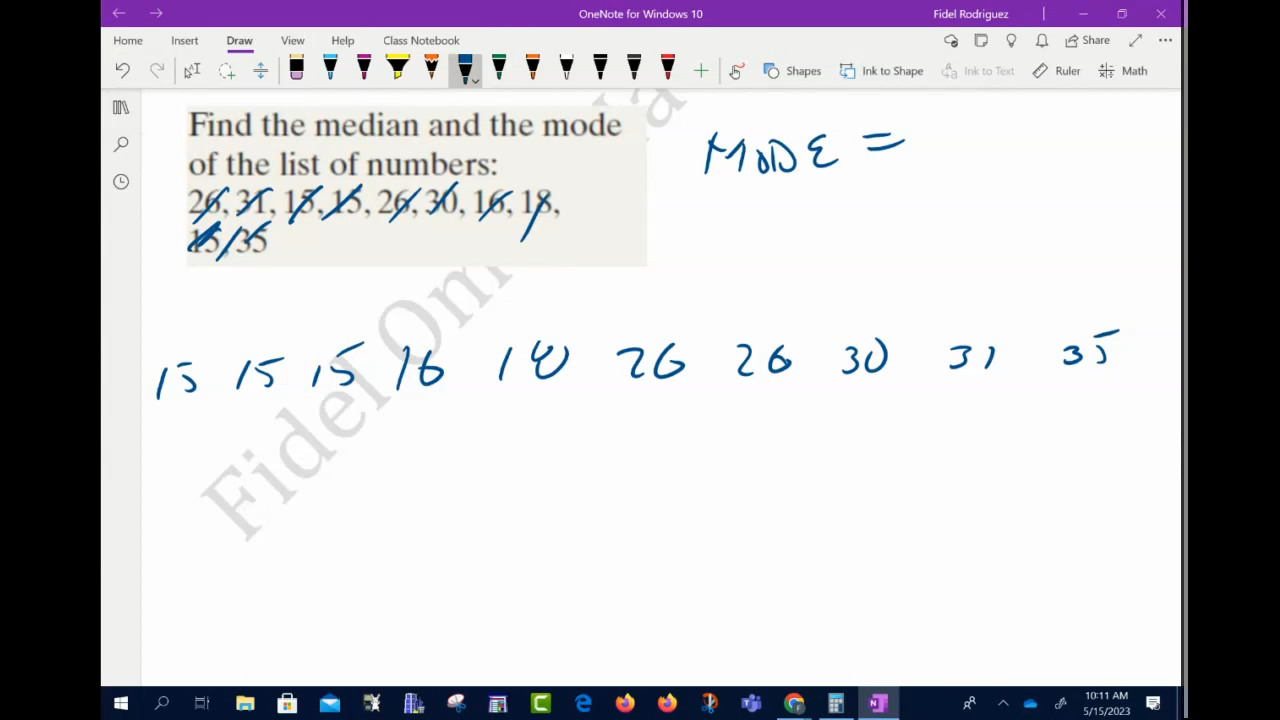 OneNote for Windows 10
Fidel Rodriguez
Home Insert Draw View Help Class Notebook
Share
Shapes Ink to Shape Ink to Text Ruler Math
Find the median and the mode
of the list of numbers:
26, 31, 15, 15, 26, 30, 16, 18,
15, 35
MODE =
15 15 15 16 18 26 26 30 31 35
Fidel
10:11 AM
5/15/2023